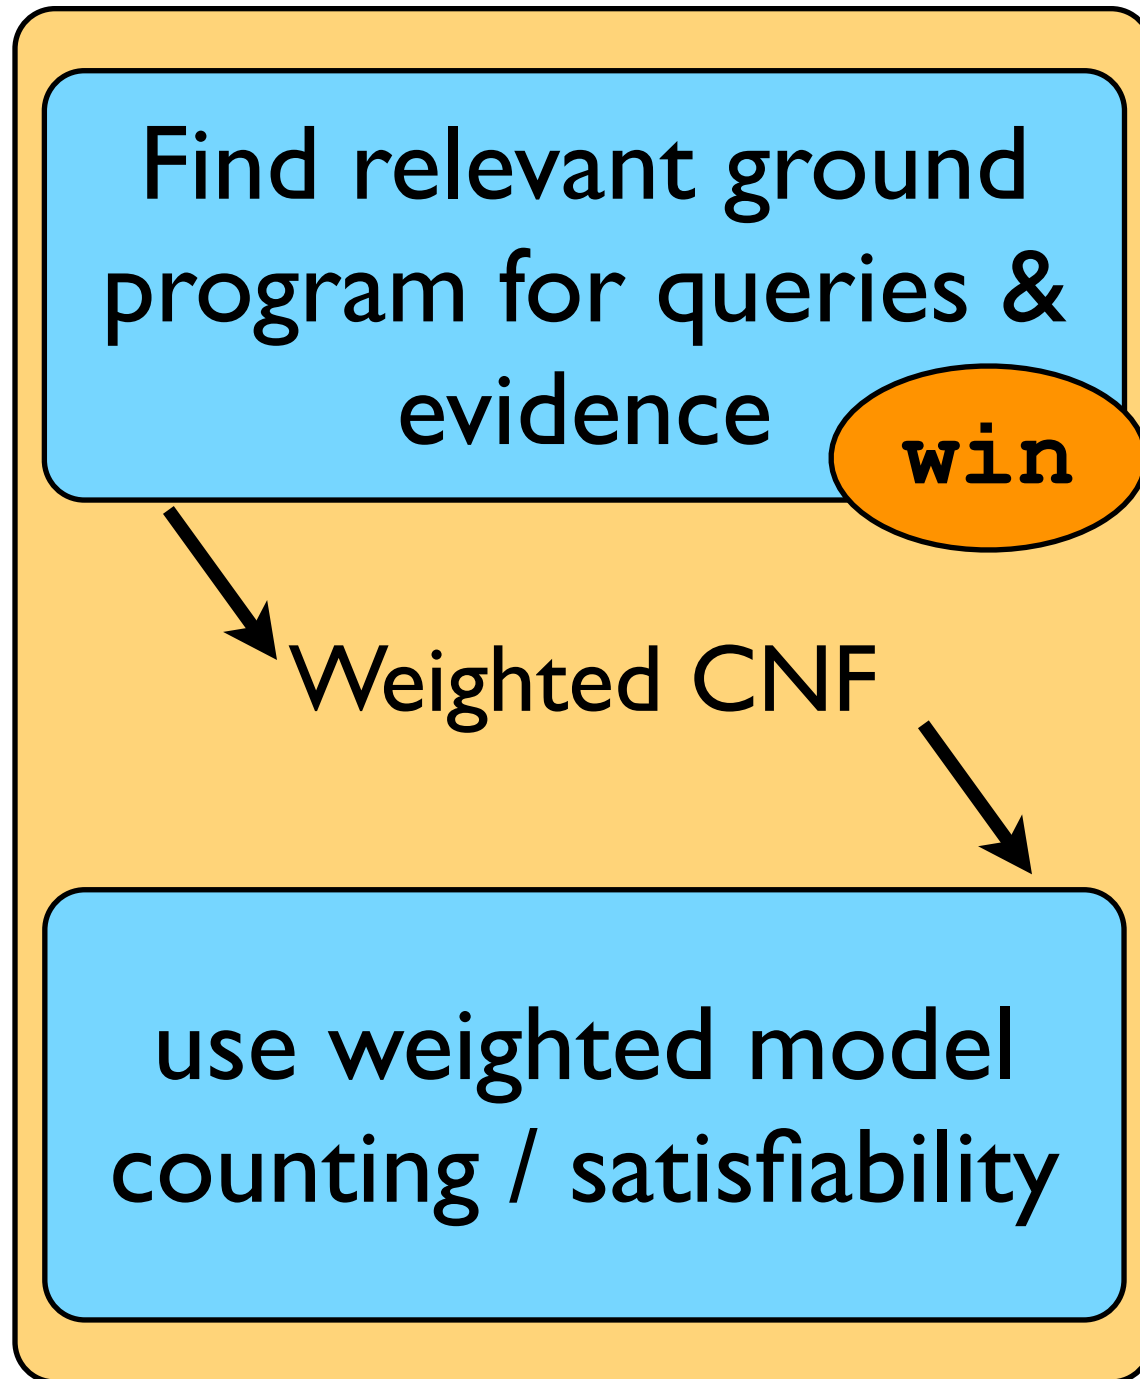 Find relevant ground
program for queries &
evidence
win
Weighted CNF
use weighted model
counting / satisfiability